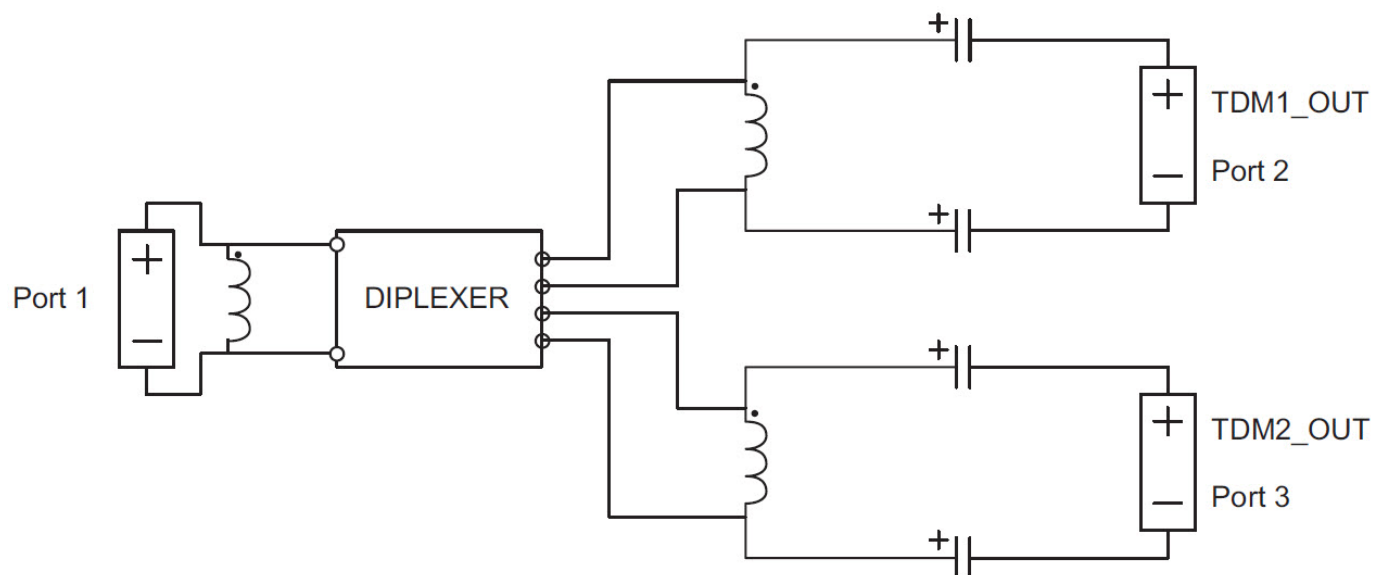 +
+
TDM1_OUT
−
Port 2
+
+
Port 1
−
DIPLEXER
+
+
TDM2_OUT
−
Port 3
+